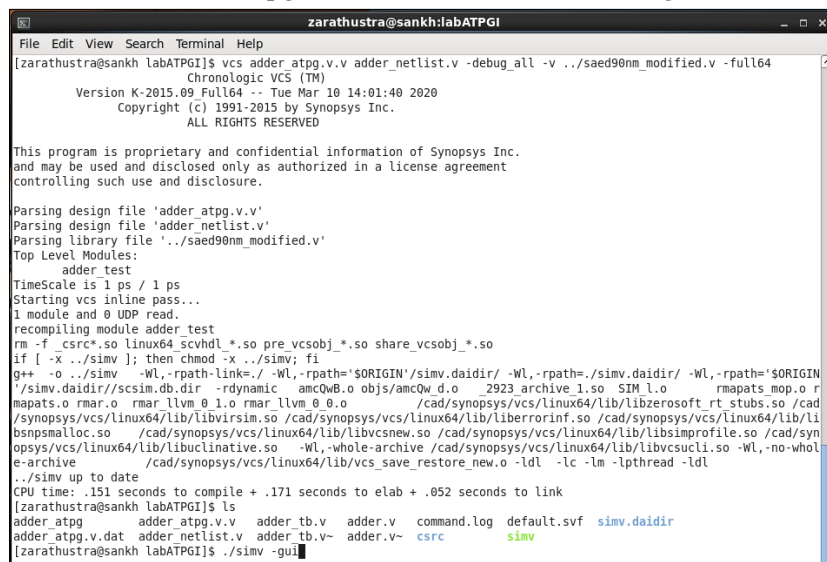 zarathustra@sankh:labATPGI
File Edit View Search Terminal Help
[zarathustra@sankh labATPGI]$ vcs adder_atpg.v.v adder_netlist.v -debug_all -v ../saed90nm_modified.v -full64
Chronologic VCS (TM)
Version K-2015.09_Full64 -- Tue Mar 10 14:01:40 2020
Copyright (c) 1991-2015 by Synopsys Inc.
ALL RIGHTS RESERVED
This program is proprietary and confidential information of Synopsys Inc.
and may be used and disclosed only as authorized in a license agreement
controlling such use and disclosure.
Parsing design file 'adder_atpg.v.v'
Parsing design file 'adder_netlist.v'
Parsing library file '../saed90nm_modified.v'
Top Level Modules:
adder_test
TimeScale is 1 ps / 1 ps
Starting vcs inline pass...
1 module and 0 UDP read.
recompiling module adder_test
rm -f _csrc*.so linux64_scvhdl_*.so pre_vcsobj_*.so share_vcsobj_*.so
if [ -x ../simv ]; then chmod -x ../simv; fi
g++ -o ../simv -Wl,-rpath-link=./ -Wl,-rpath='$ORIGIN'/simv.daidir/ -Wl,-rpath=./simv.daidir/ -Wl,-rpath='$ORIGIN
'/simv.daidir//scsim.db.dir -rdynamic amcQwB.o objs/amcQw_d.o _2923_archive_1.so SIM_l.o rmapats_mop.o r
mapats.o rmar.o rmar_llvm_0_1.o rmar_llvm_0_0.o /cad/synopsys/vcs/linux64/lib/libzerosoft_rt_stubs.so /cad
/synopsys/vcs/linux64/lib/libvirsim.so /cad/synopsys/vcs/linux64/lib/liberrorinf.so /cad/synopsys/vcs/linux64/lib/li
bsnpsmalloc.so /cad/synopsys/vcs/linux64/lib/libvcsnew.so /cad/synopsys/vcs/linux64/lib/libsimprofile.so /cad/syn
opsys/vcs/linux64/lib/libuclinative.so -Wl,-whole-archive /cad/synopsys/vcs/linux64/lib/libvcsucli.so -Wl,-no-whol
e-archive /cad/synopsys/vcs/linux64/lib/vcs_save_restore_new.o -ldl -lc -lm -lpthread -ldl
../simv up to date
CPU time: .151 seconds to compile + .171 seconds to elab + .052 seconds to link
[zarathustra@sankh labATPGI]$ ls
adder_atpg adder_atpg.v.v adder_tb.v adder.v command.log default.svf simv.daidir
adder_atpg.v.dat adder_netlist.v adder_tb.v~ adder.v~ csrc simv
[zarathustra@sankh labATPGI]$ ./simv -gui